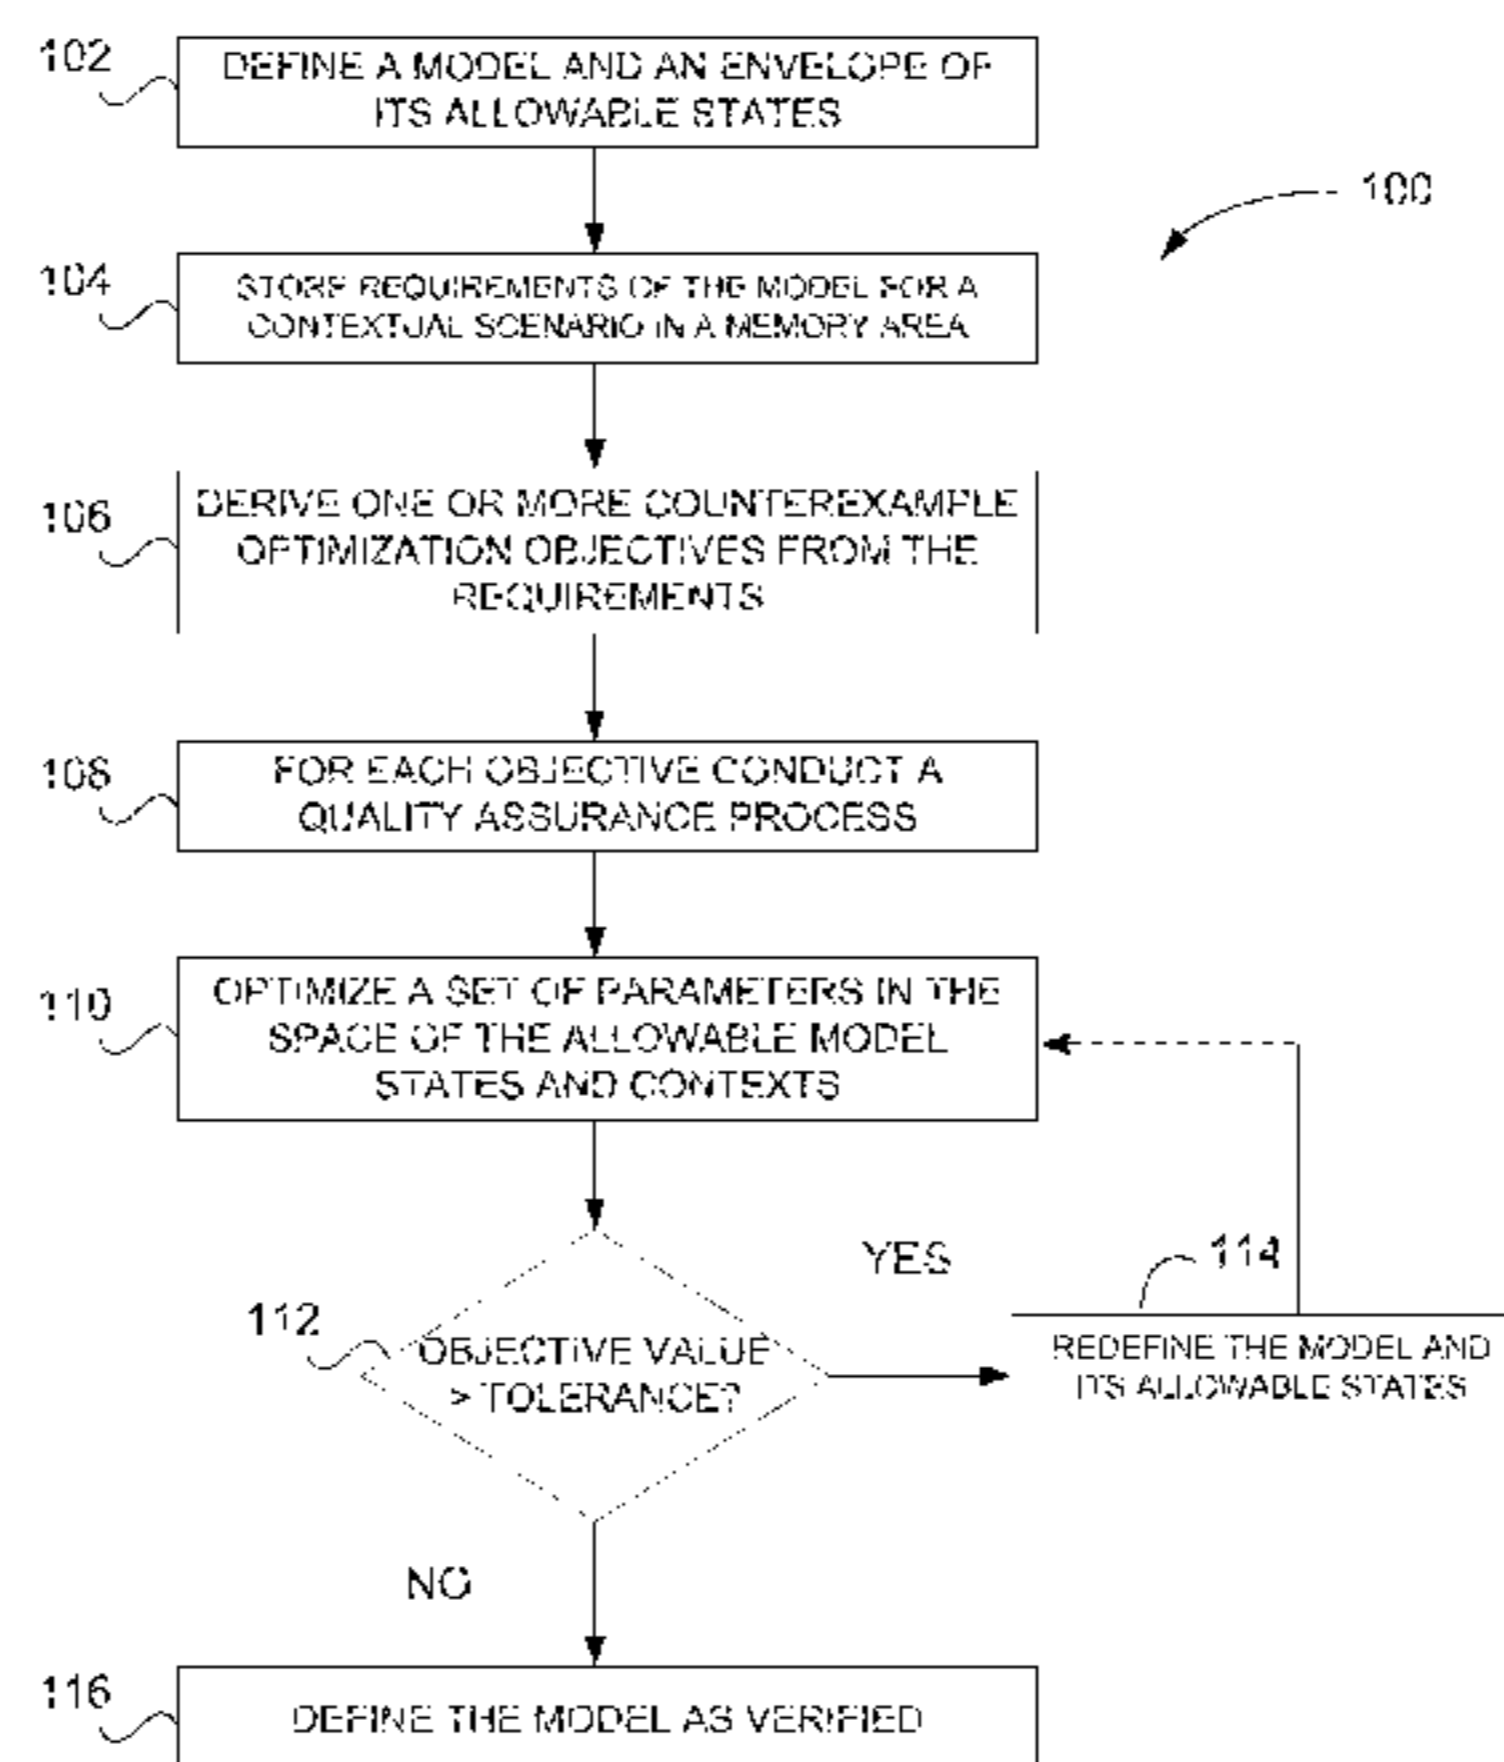 102
DEFINE A MODEL AND AN ENVELOPE OF
ITS ALLOWABLE STATES
100
104
STORE REQUIREMENTS OF THE MODEL FOR A
CONTEXTUAL SCENARIO IN A MEMORY AREA
106
DERIVE ONE OR MORE COUNTEREXAMPLE
OPTIMIZATION OBJECTIVES FROM THE
REQUIREMENTS
108
FOR EACH OBJECTIVE CONDUCT A
QUALITY ASSURANCE PROCESS
110
OPTIMIZE A SET OF PARAMETERS IN THE
SPACE OF THE ALLOWABLE MODEL
STATES AND CONTEXTS
112
OBJECTIVE VALUE
> TOLERANCE?
YES
114
REDEFINE THE MODEL AND
ITS ALLOWABLE STATES
NO
116
DEFINE THE MODEL AS VERIFIED